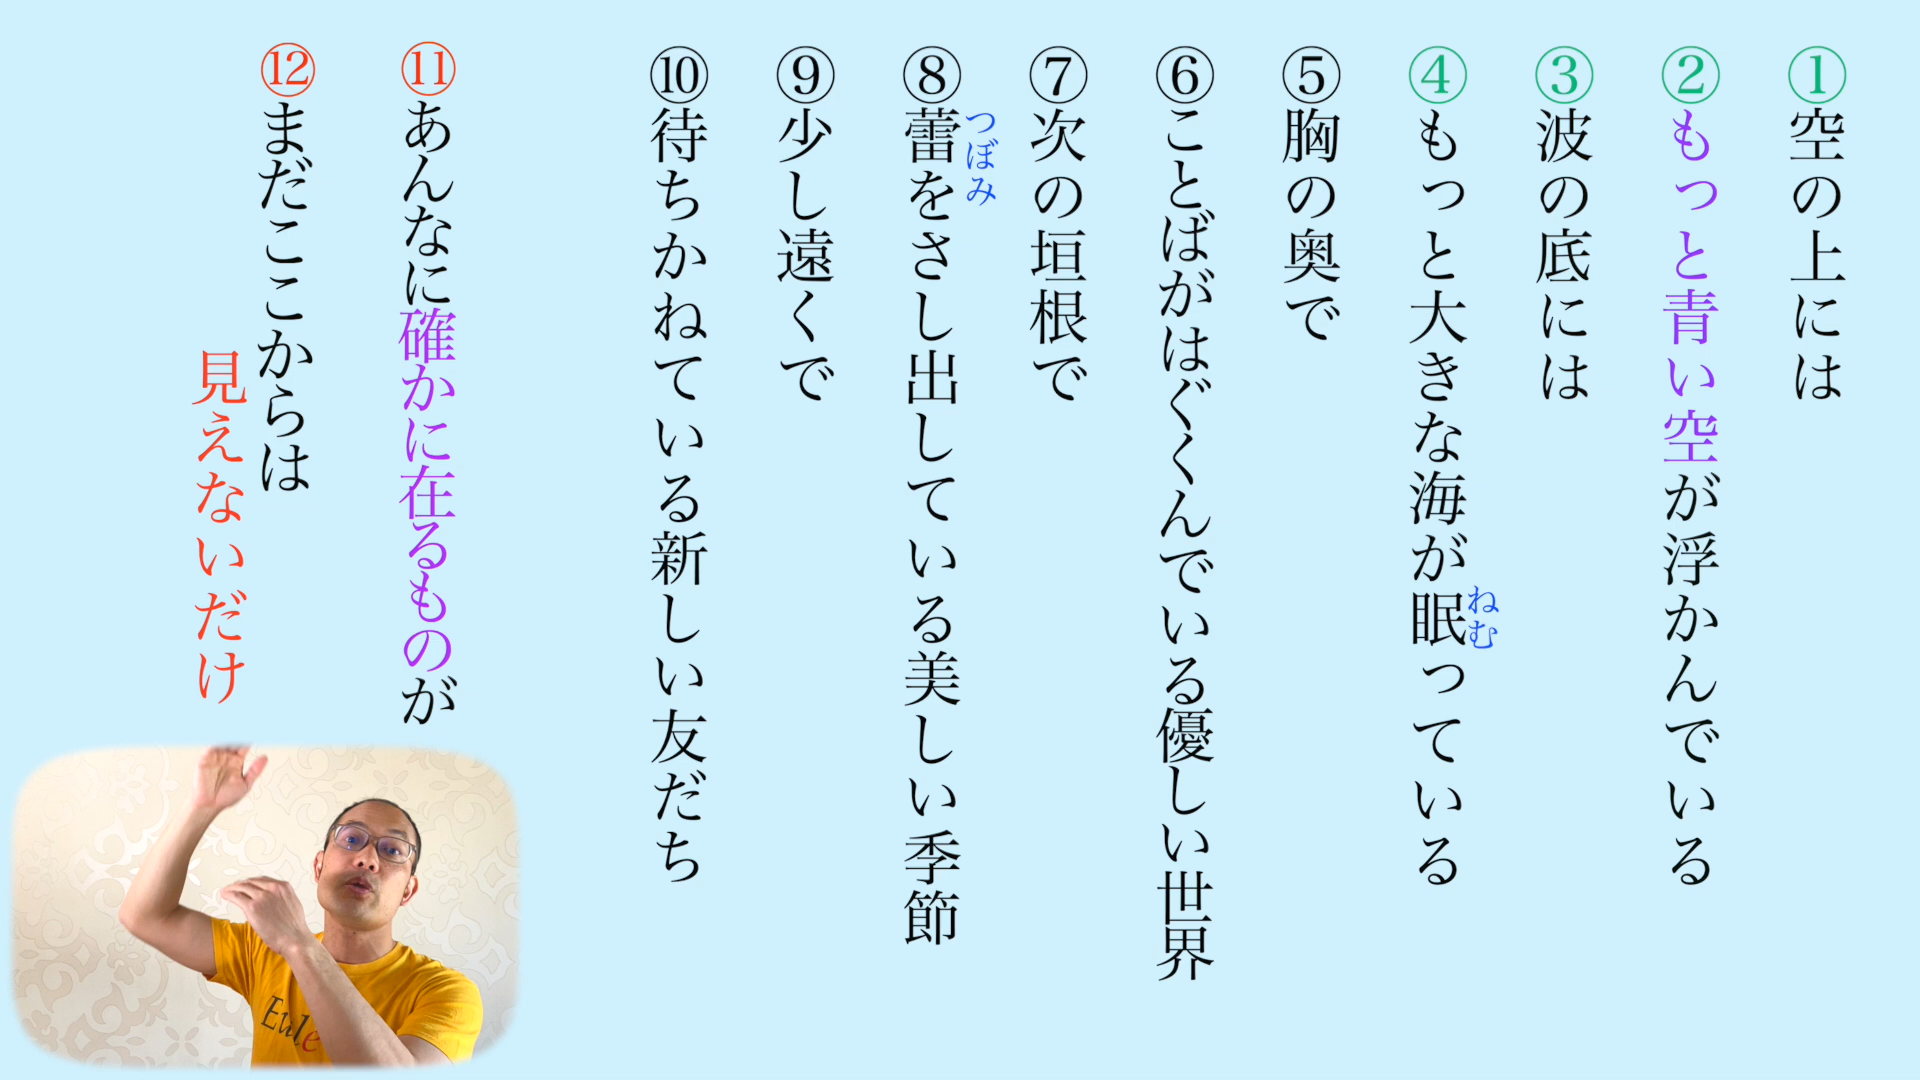 ①空の上には
②もっと青い空が浮かんでいる
③波の底には
④もっと大きな海が眠っている
ねむ
⑤胸の奥で
⑥ことばがはぐくんでいる優しい世界
⑦次の垣根で
⑧蕾をさし出している美しい季節
つぼみ
⑨少し遠くで
⑩待ちかねている新しい友だち
⑪あんなに確かに在るものが
⑫まだここからは
見えないだけ
Eule